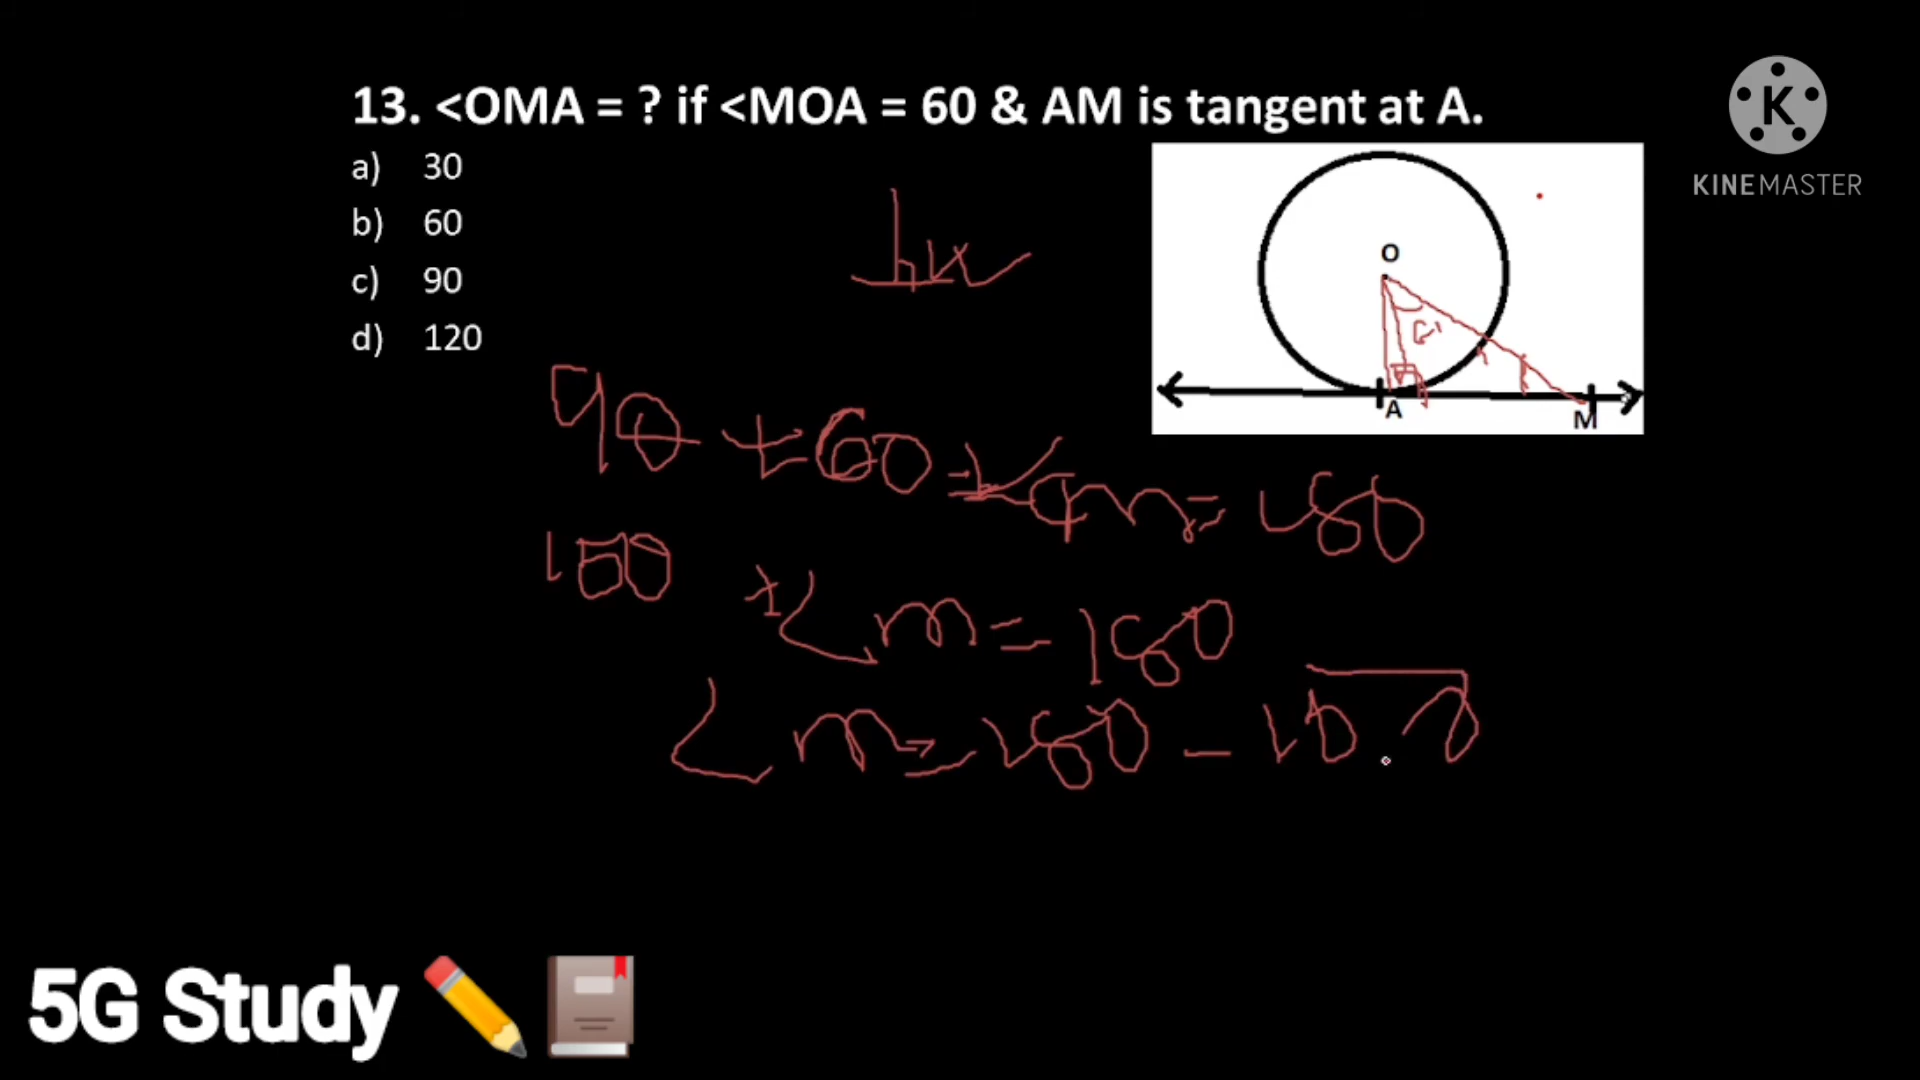 13. <OMA = ? if <MOA = 60 & AM is tangent at A.
a) 30
b) 60
c) 90
d) 120
K
KINEMASTER
O
A
M
90 + 60 + <m = 180
150 + <m = 180
<m = 180 - 150
5G Study